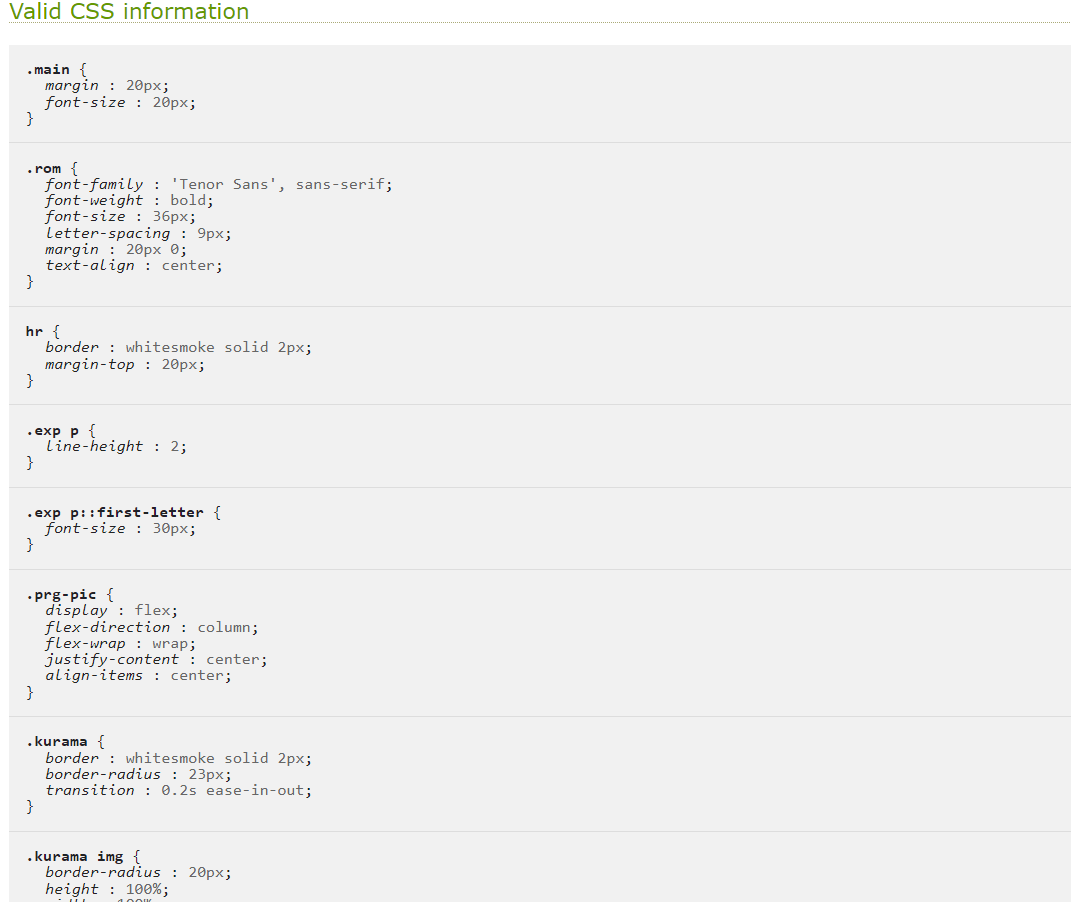 Valid CSS information
.main {
margin : 20px;
font-size : 20px;
}
.rom {
font-family : 'Tenor Sans', sans-serif;
font-weight : bold;
font-size : 36px;
letter-spacing : 9px;
margin : 20px 0;
text-align : center;
}
hr {
border : whitesmoke solid 2px;
margin-top : 20px;
}
.exp p {
line-height : 2;
}
.exp p::first-letter {
font-size : 30px;
}
.prg-pic {
display : flex;
flex-direction : column;
flex-wrap : wrap;
justify-content : center;
align-items : center;
}
.kurama {
border : whitesmoke solid 2px;
border-radius : 23px;
transition : 0.2s ease-in-out;
}
.kurama img {
border-radius : 20px;
height : 100%;